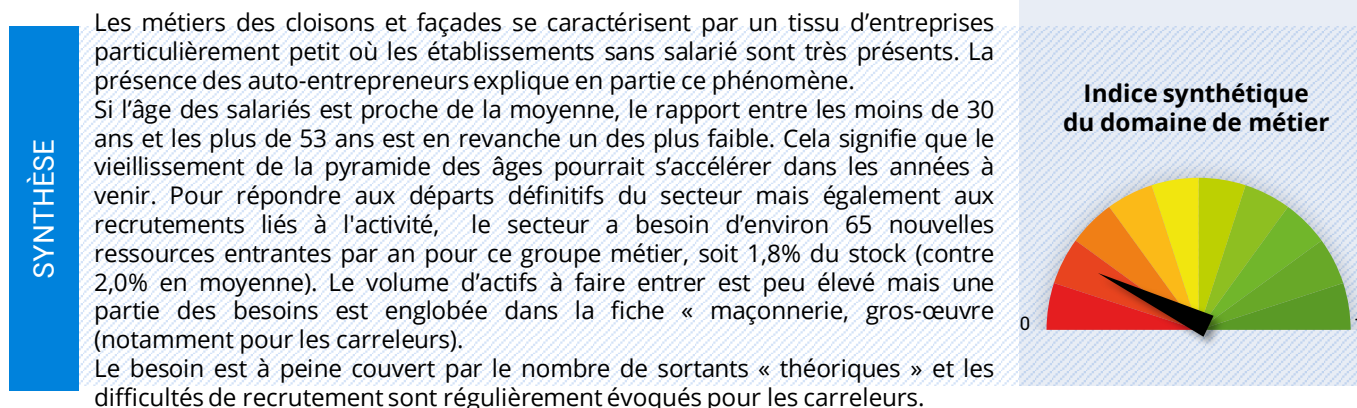 SYNTHÈSE
Les métiers des cloisons et façades se caractérisent par un tissu d’entreprises
particulièrement petit où les établissements sans salarié sont très présents. La
présence des auto-entrepreneurs explique en partie ce phénomène.
Si l’âge des salariés est proche de la moyenne, le rapport entre les moins de 30
ans et les plus de 53 ans est en revanche un des plus faible. Cela signifie que le
vieillissement de la pyramide des âges pourrait s’accélérer dans les années à
venir. Pour répondre aux départs définitifs du secteur mais également aux
recrutements liés à l'activité, le secteur a besoin d’environ 65 nouvelles
ressources entrantes par an pour ce groupe métier, soit 1,8% du stock (contre
2,0% en moyenne). Le volume d’actifs à faire entrer est peu élevé mais une
partie des besoins est englobée dans la fiche « maçonnerie, gros-œuvre
(notamment pour les carreleurs).
Le besoin est à peine couvert par le nombre de sortants « théoriques » et les
difficultés de recrutement sont régulièrement évoqués pour les carreleurs.
Indice synthétique
du domaine de métier
0